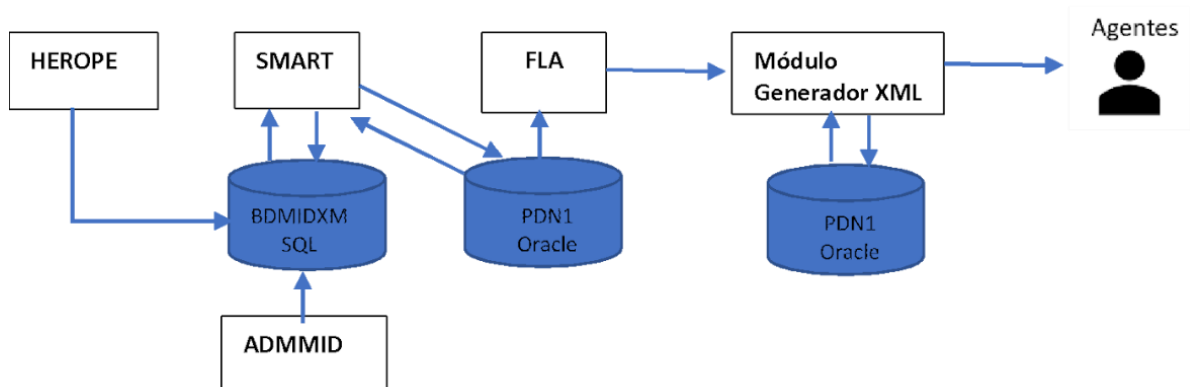 Agentes
HEROPE
SMART
FLA
Módulo
Generador XML
BDMIDXM
SQL
PDN1
Oracle
PDN1
Oracle
ADMMID